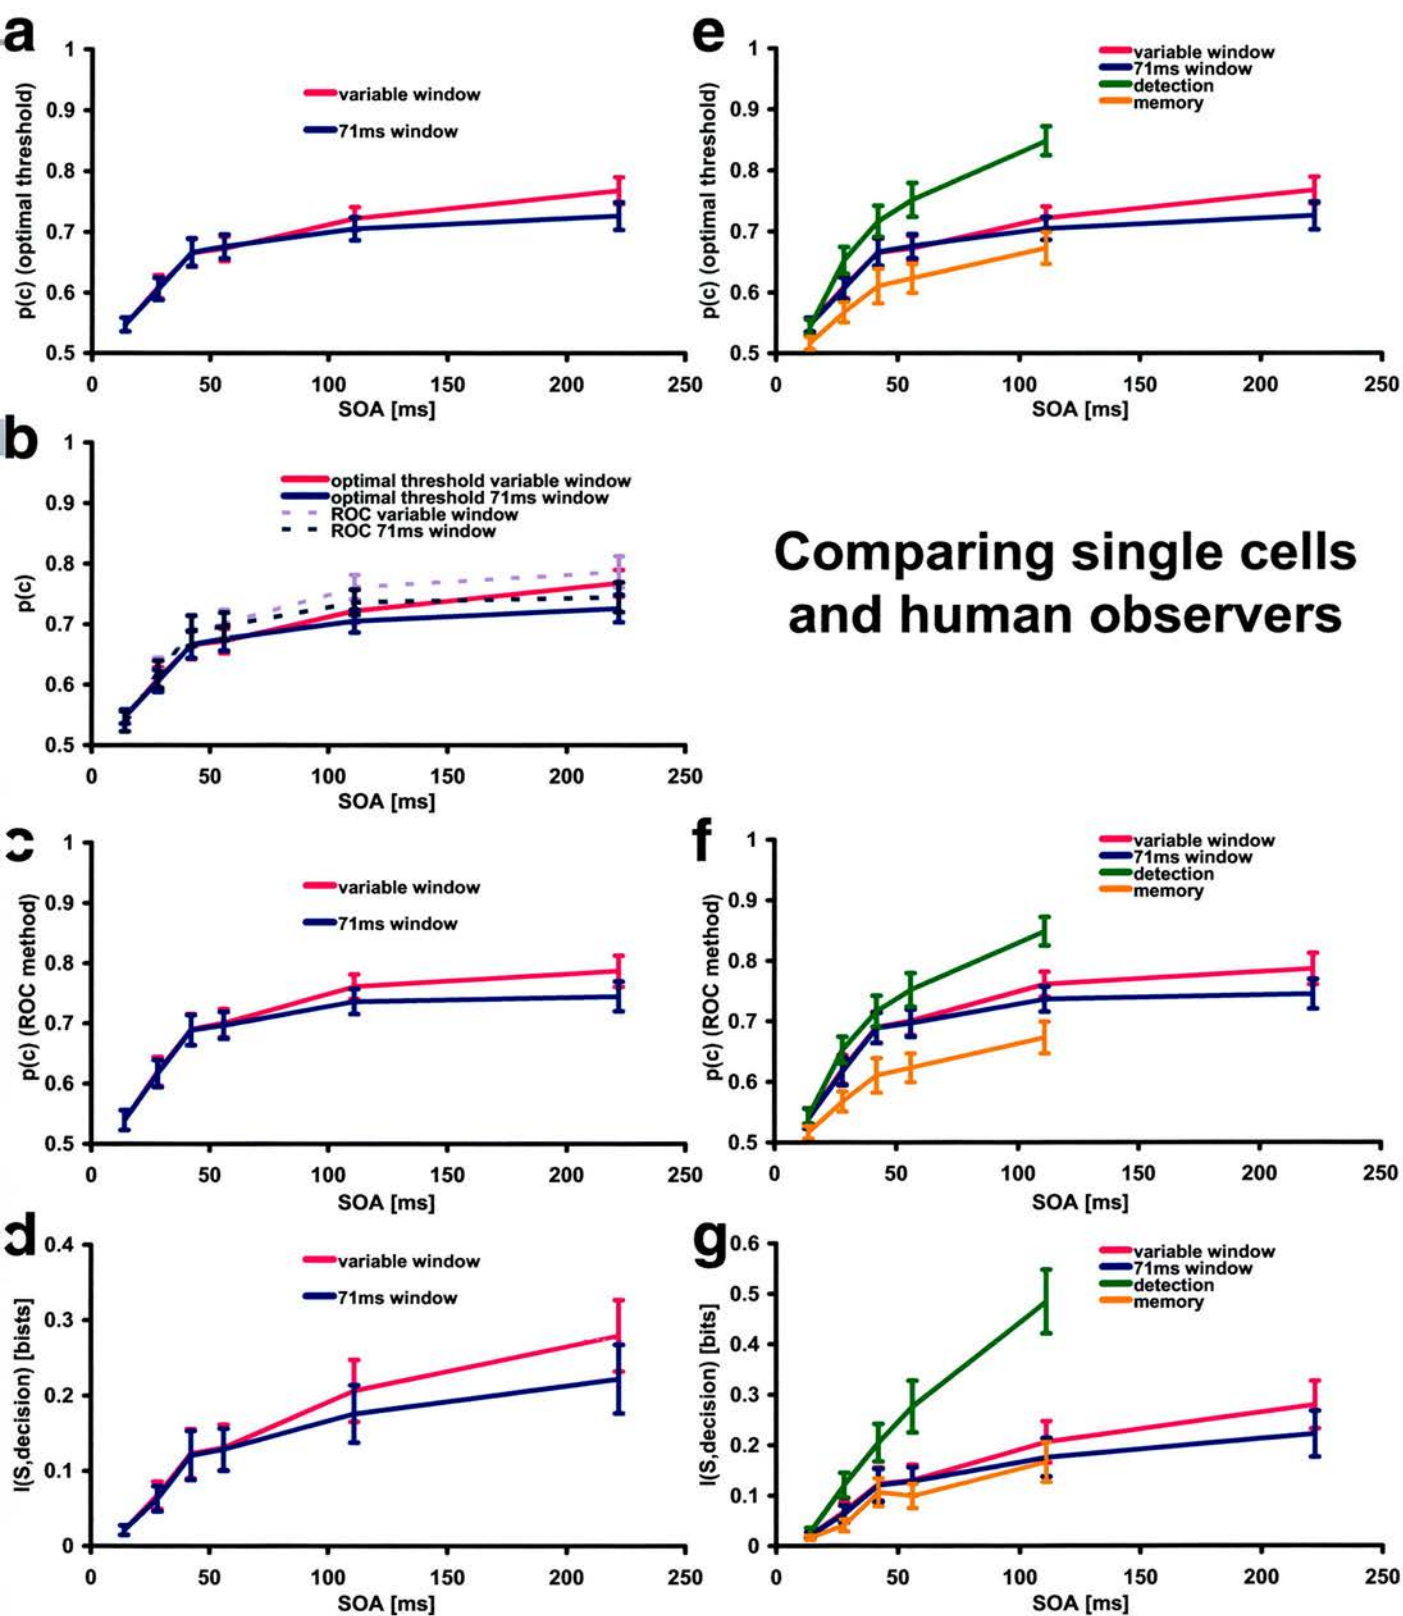 a
p(c) (optimal threshold)
1
0.9
0.8
0.7
0.6
0.5
variable window
71ms window
0 50 100 150 200 250
SOA [ms]
e
p(c) (optimal threshold)
1
0.9
0.8
0.7
0.6
0.5
variable window
71ms window
detection
memory
0 50 100 150 200 250
SOA [ms]
b
p(c)
1
0.9
0.8
0.7
0.6
0.5
optimal threshold variable window
optimal threshold 71ms window
ROC variable window
ROC 71ms window
0 50 100 150 200 250
SOA [ms]
Comparing single cells
and human observers
c
p(c) (ROC method)
1
0.9
0.8
0.7
0.6
0.5
variable window
71ms window
0 50 100 150 200 250
SOA [ms]
f
p(c) (ROC method)
1
0.9
0.8
0.7
0.6
0.5
variable window
71ms window
detection
memory
0 50 100 150 200 250
SOA [ms]
d
I(S,decision) [bists]
0.4
0.3
0.2
0.1
0
variable window
71ms window
0 50 100 150 200 250
SOA [ms]
g
I(S,decision) [bits]
0.6
0.5
0.4
0.3
0.2
0.1
0
variable window
71ms window
detection
memory
0 50 100 150 200 250
SOA [ms]